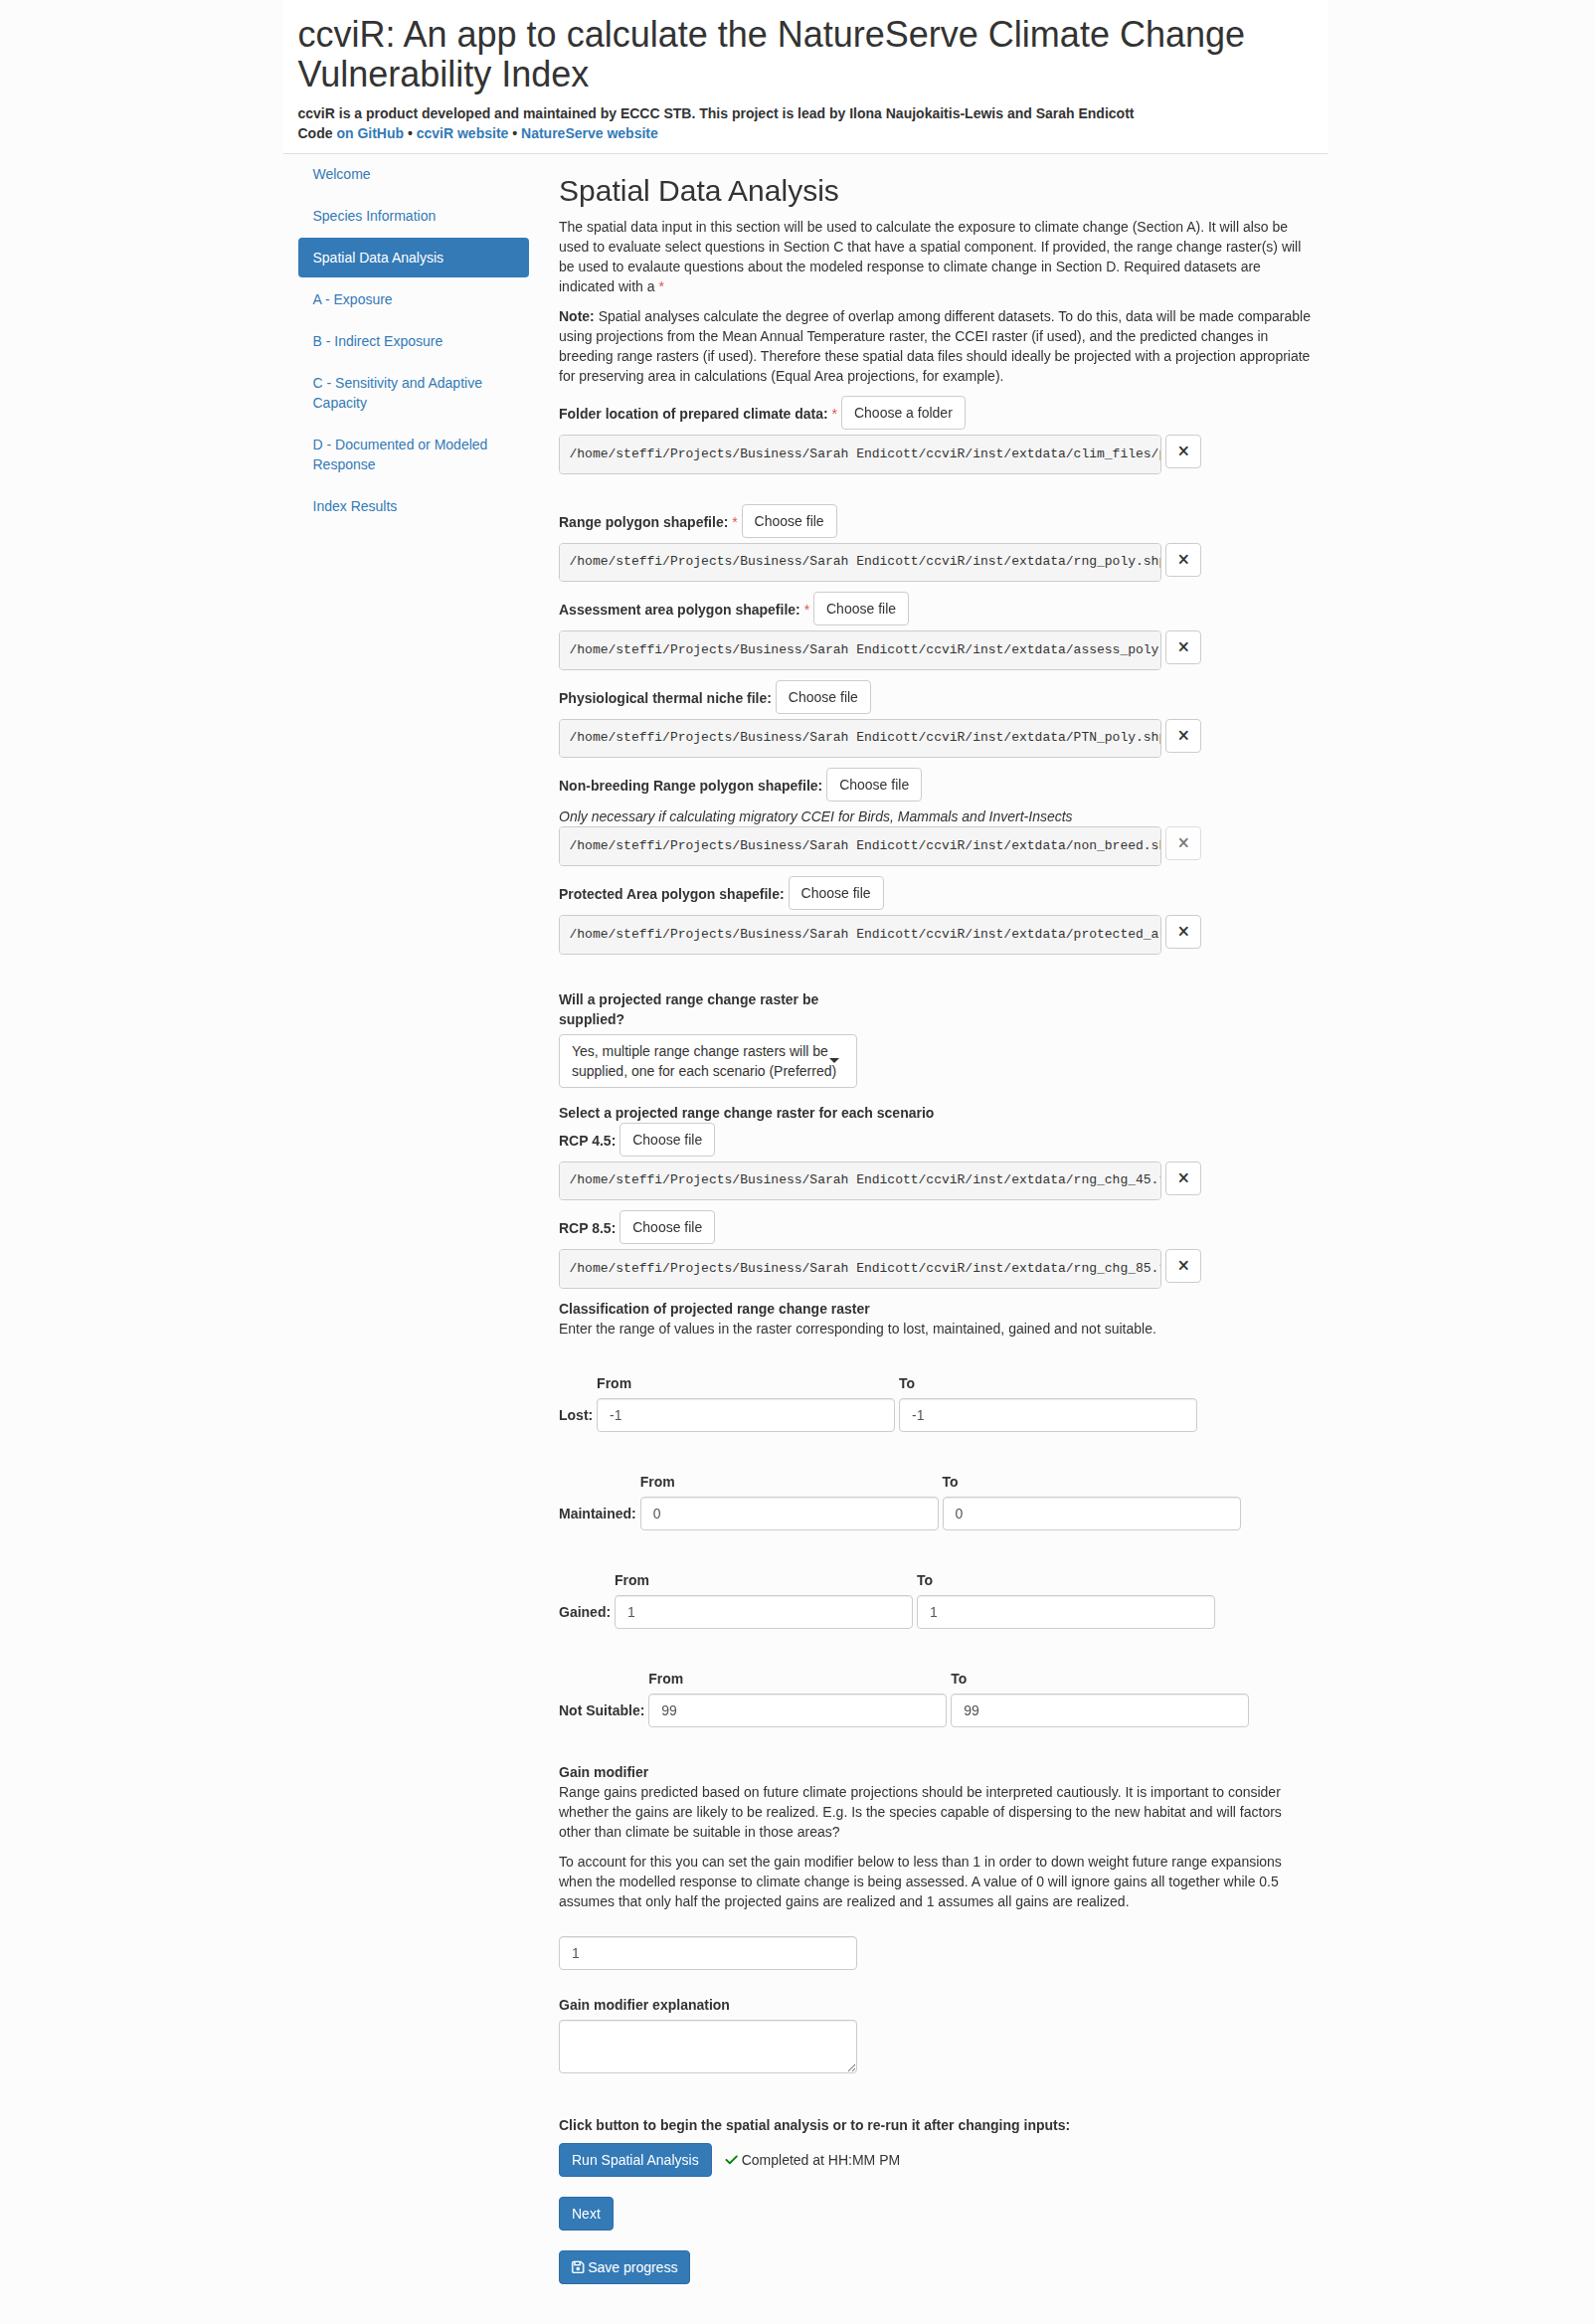 ccviR: An app to calculate the NatureServe Climate Change
Vulnerability Index
ccviR is a product developed and maintained by ECCC STB. This project is lead by Ilona Naujokaitis-Lewis and Sarah Endicott
Code on GitHub • ccviR website • NatureServe website
Welcome
Species Information
Spatial Data Analysis
A - Exposure
B - Indirect Exposure
C - Sensitivity and Adaptive
Capacity
D - Documented or Modeled
Response
Index Results
Spatial Data Analysis
The spatial data input in this section will be used to calculate the exposure to climate change (Section A). It will also be
used to evaluate select questions in Section C that have a spatial component. If provided, the range change raster(s) will
be used to evalaute questions about the modeled response to climate change in Section D. Required datasets are
indicated with a *
Note: Spatial analyses calculate the degree of overlap among different datasets. To do this, data will be made comparable
using projections from the Mean Annual Temperature raster, the CCEI raster (if used), and the predicted changes in
breeding range rasters (if used). Therefore these spatial data files should ideally be projected with a projection appropriate
for preserving area in calculations (Equal Area projections, for example).
Folder location of prepared climate data: * Choose a folder
/home/steffi/Projects/Business/Sarah Endicott/ccviR/inst/extdata/clim_files/
Range polygon shapefile: * Choose file
/home/steffi/Projects/Business/Sarah Endicott/ccviR/inst/extdata/rng_poly.sh
Assessment area polygon shapefile: * Choose file
/home/steffi/Projects/Business/Sarah Endicott/ccviR/inst/extdata/assess_poly
Physiological thermal niche file: Choose file
/home/steffi/Projects/Business/Sarah Endicott/ccviR/inst/extdata/PTN_poly.sh
Non-breeding Range polygon shapefile: Choose file
Only necessary if calculating migratory CCEI for Birds, Mammals and Invert-Insects
/home/steffi/Projects/Business/Sarah Endicott/ccviR/inst/extdata/non_breed.s
Protected Area polygon shapefile: Choose file
/home/steffi/Projects/Business/Sarah Endicott/ccviR/inst/extdata/protected_a
Will a projected range change raster be
supplied?
Yes, multiple range change rasters will be
supplied, one for each scenario (Preferred)
Select a projected range change raster for each scenario
RCP 4.5: Choose file
/home/steffi/Projects/Business/Sarah Endicott/ccviR/inst/extdata/rng_chg_45.
RCP 8.5: Choose file
/home/steffi/Projects/Business/Sarah Endicott/ccviR/inst/extdata/rng_chg_85.
Classification of projected range change raster
Enter the range of values in the raster corresponding to lost, maintained, gained and not suitable.
From To
Lost: -1 -1
From To
Maintained: 0 0
From To
Gained: 1 1
From To
Not Suitable: 99 99
Gain modifier
Range gains predicted based on future climate projections should be interpreted cautiously. It is important to consider
whether the gains are likely to be realized. E.g. Is the species capable of dispersing to the new habitat and will factors
other than climate be suitable in those areas?
To account for this you can set the gain modifier below to less than 1 in order to down weight future range expansions
when the modelled response to climate change is being assessed. A value of 0 will ignore gains all together while 0.5
assumes that only half the projected gains are realized and 1 assumes all gains are realized.
1
Gain modifier explanation
Click button to begin the spatial analysis or to re-run it after changing inputs:
Run Spatial Analysis Completed at HH:MM PM
Next
Save progress